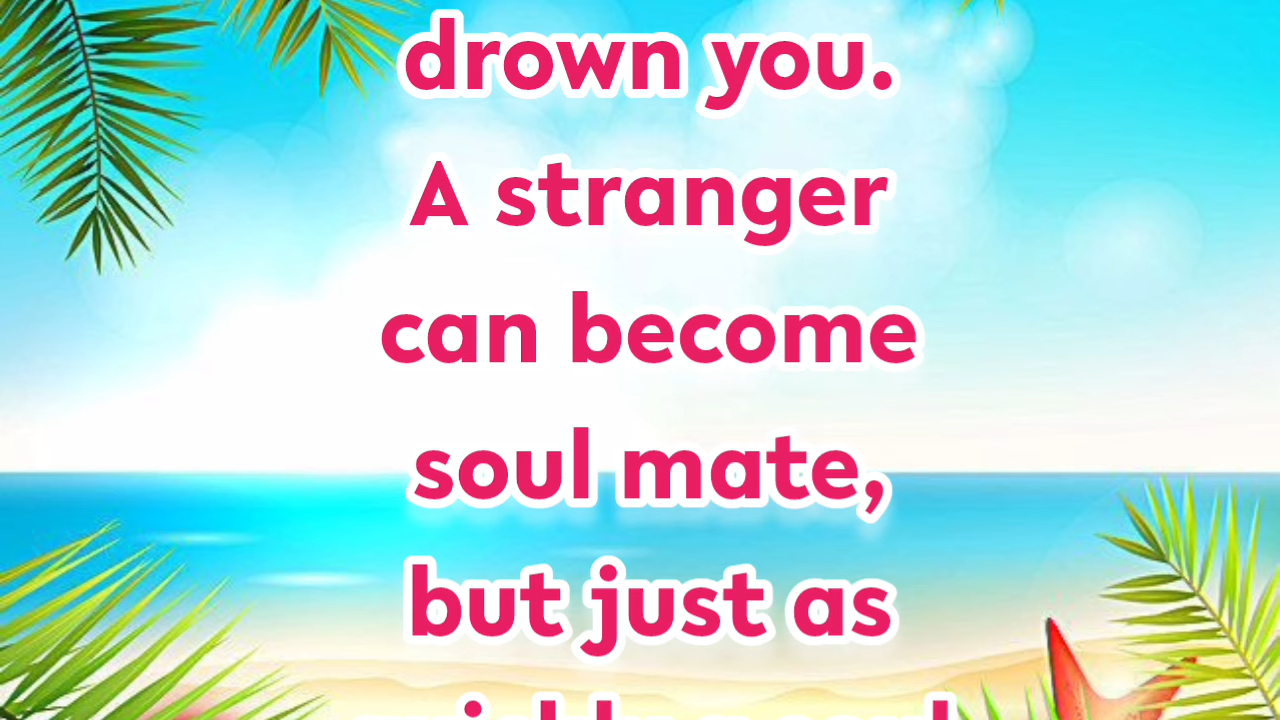 drown you.
A stranger
can become
soul mate,
but just as